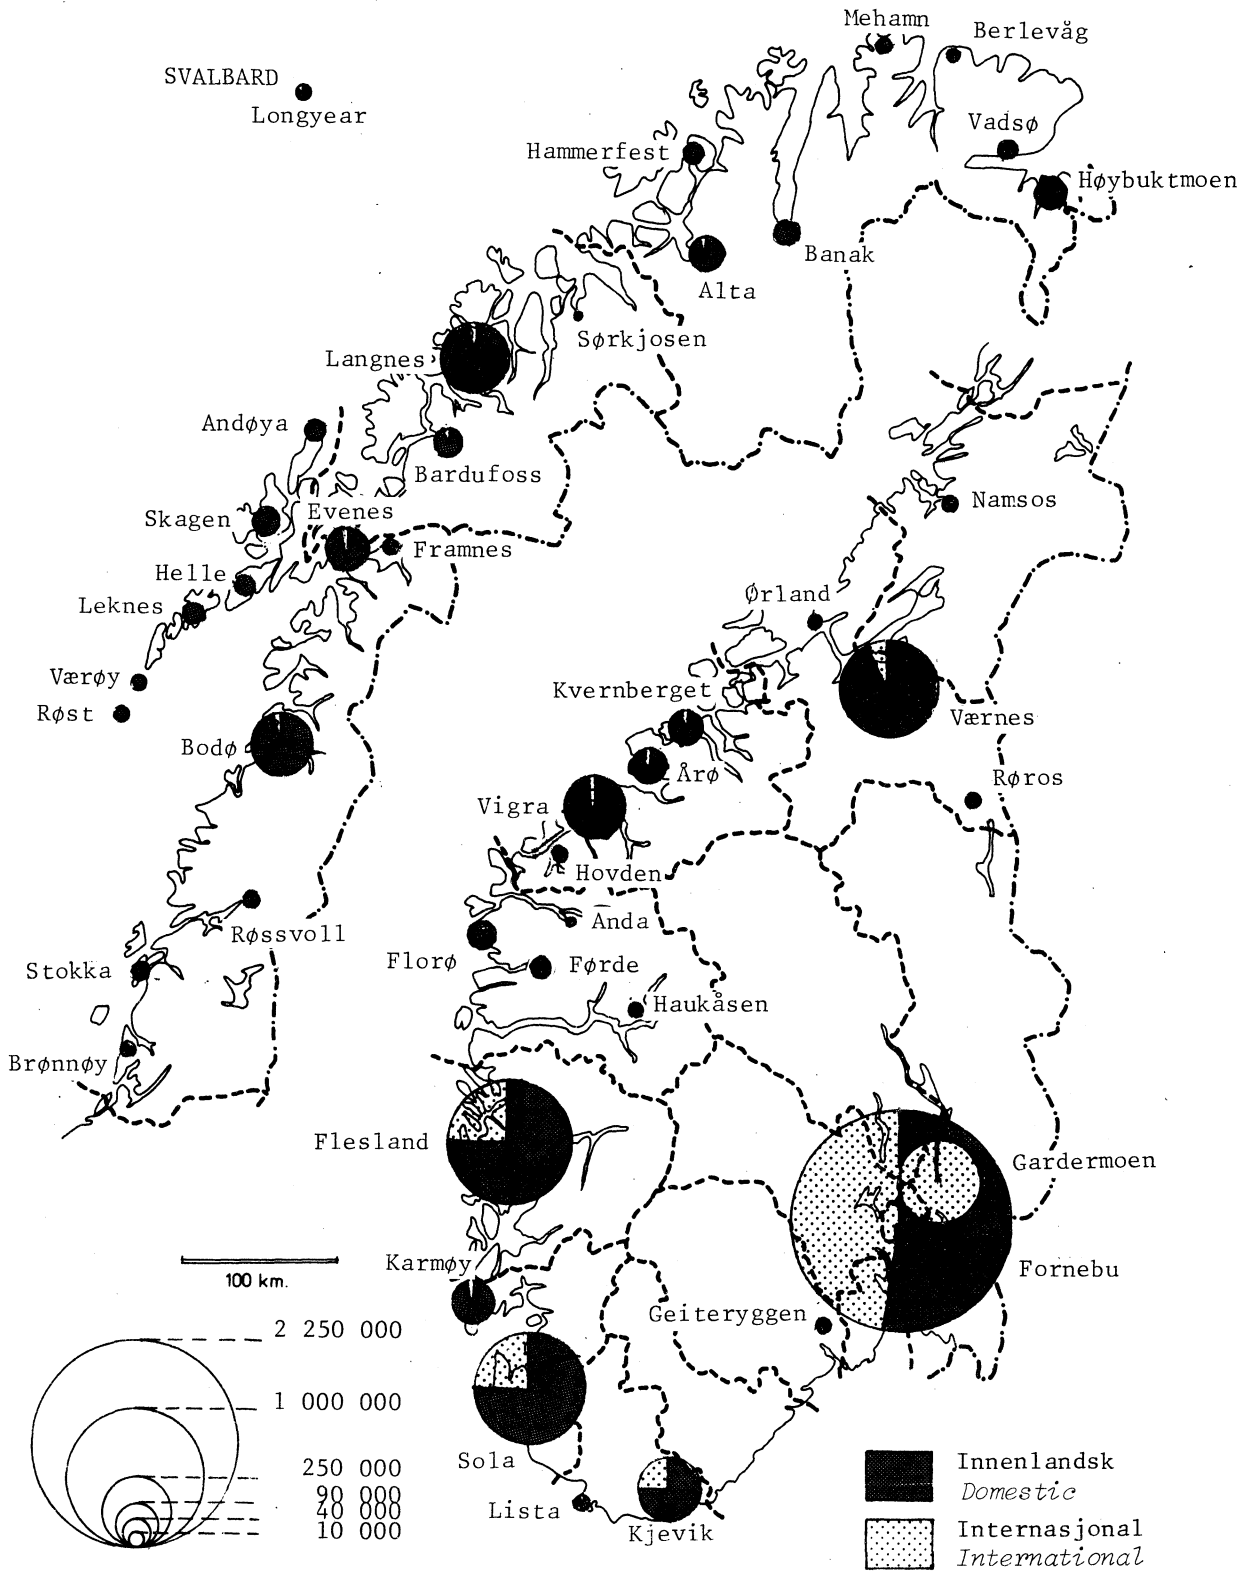 Mehamn
Berlevåg
SVALBARD
Longyear
Vadsø
Hammerfest
Høybuktmoen
Banak
Alta
Sørkjosen
Langnes
Andøya
Bardufoss
Namsos
Evenes
Skagen
Framnes
Helle
Leknes
Ørland
Værøy
Kvernberget
Røst
Værnes
Bodø
Årø
Røros
Vigra
Hovden
Anda
Røssvoll
Florø
Førde
Stokka
Haukåsen
Brønnøy
Flesland
Gardermoen
Karmøy
Fornebu
100 km.
Geiteryggen
2 250 000
1 000 000
250 000
90 000
40 000
10 000
Sola
Lista
Kjevik
Innenlandsk
Domestic
Internasjonal
International